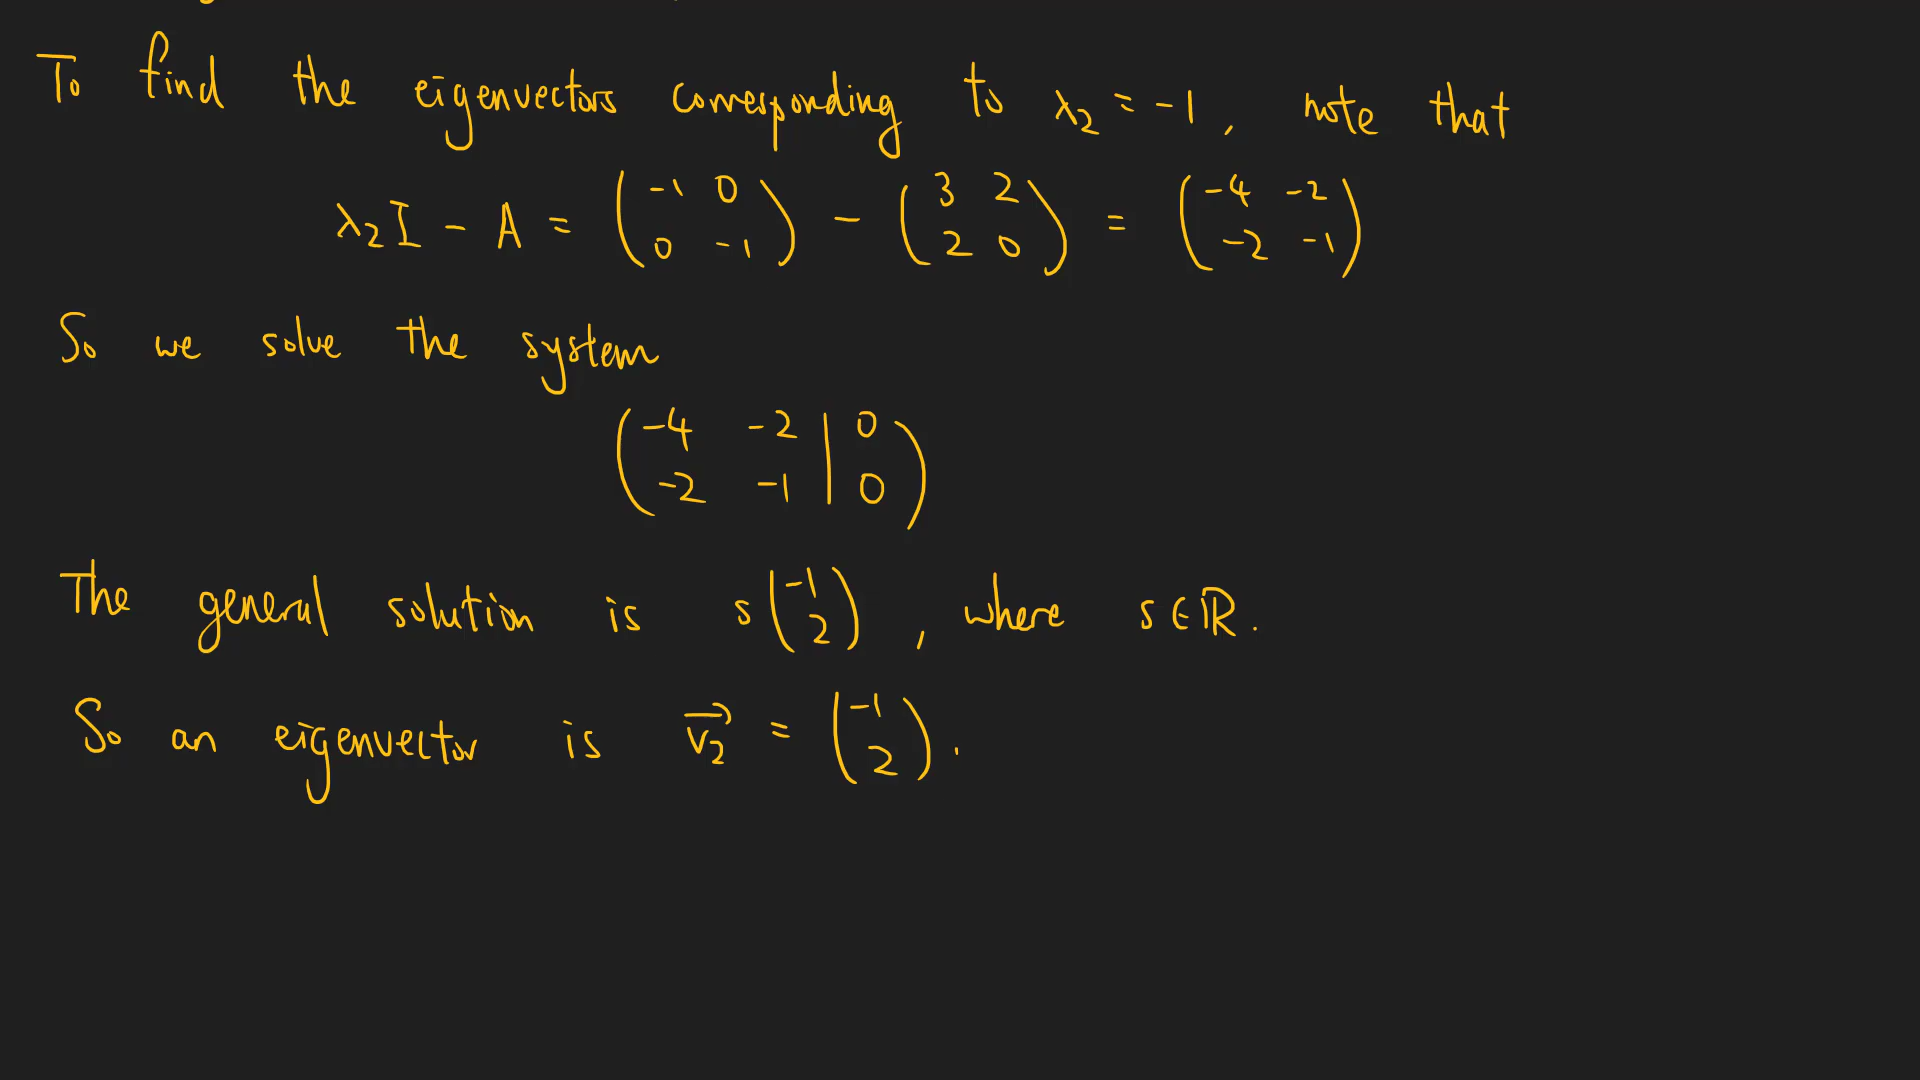 To find the eigenvectors corresponding to λ₂ = -1, note that
λ₂I - A = (-1 0; 0 -1) - (3 2; 2 0) = (-4 -2; -2 -1)
So we solve the system
(-4 -2 | 0; -2 -1 | 0)
The general solution is s(-1; 2), where s∈ℝ.
So an eigenvector is v₂⃗ = (-1; 2).